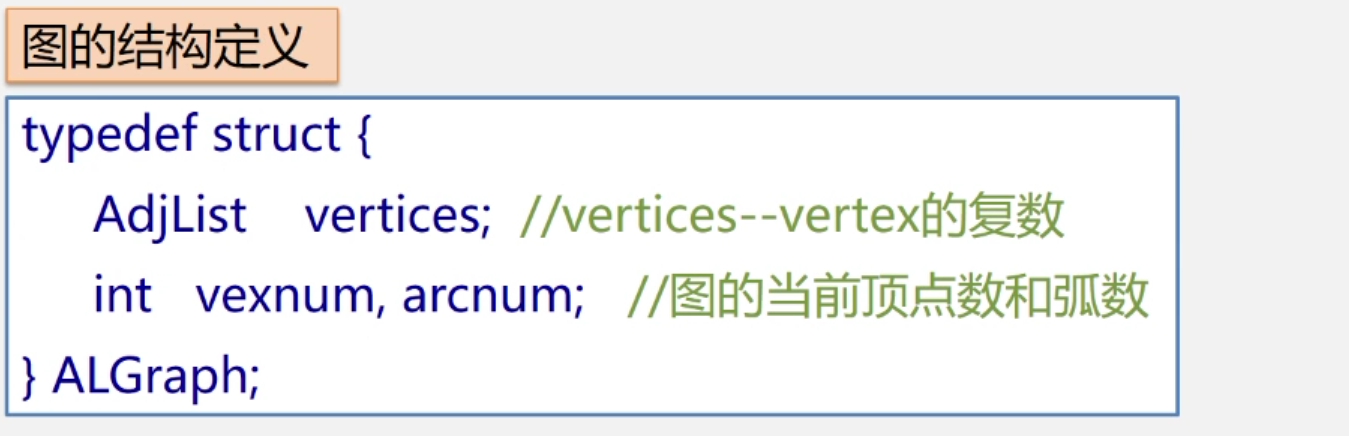 图的结构定义
typedef struct {
AdjList vertices; //vertices--vertex的复数
int vexnum, arcnum; //图的当前顶点数和弧数
} ALGraph;